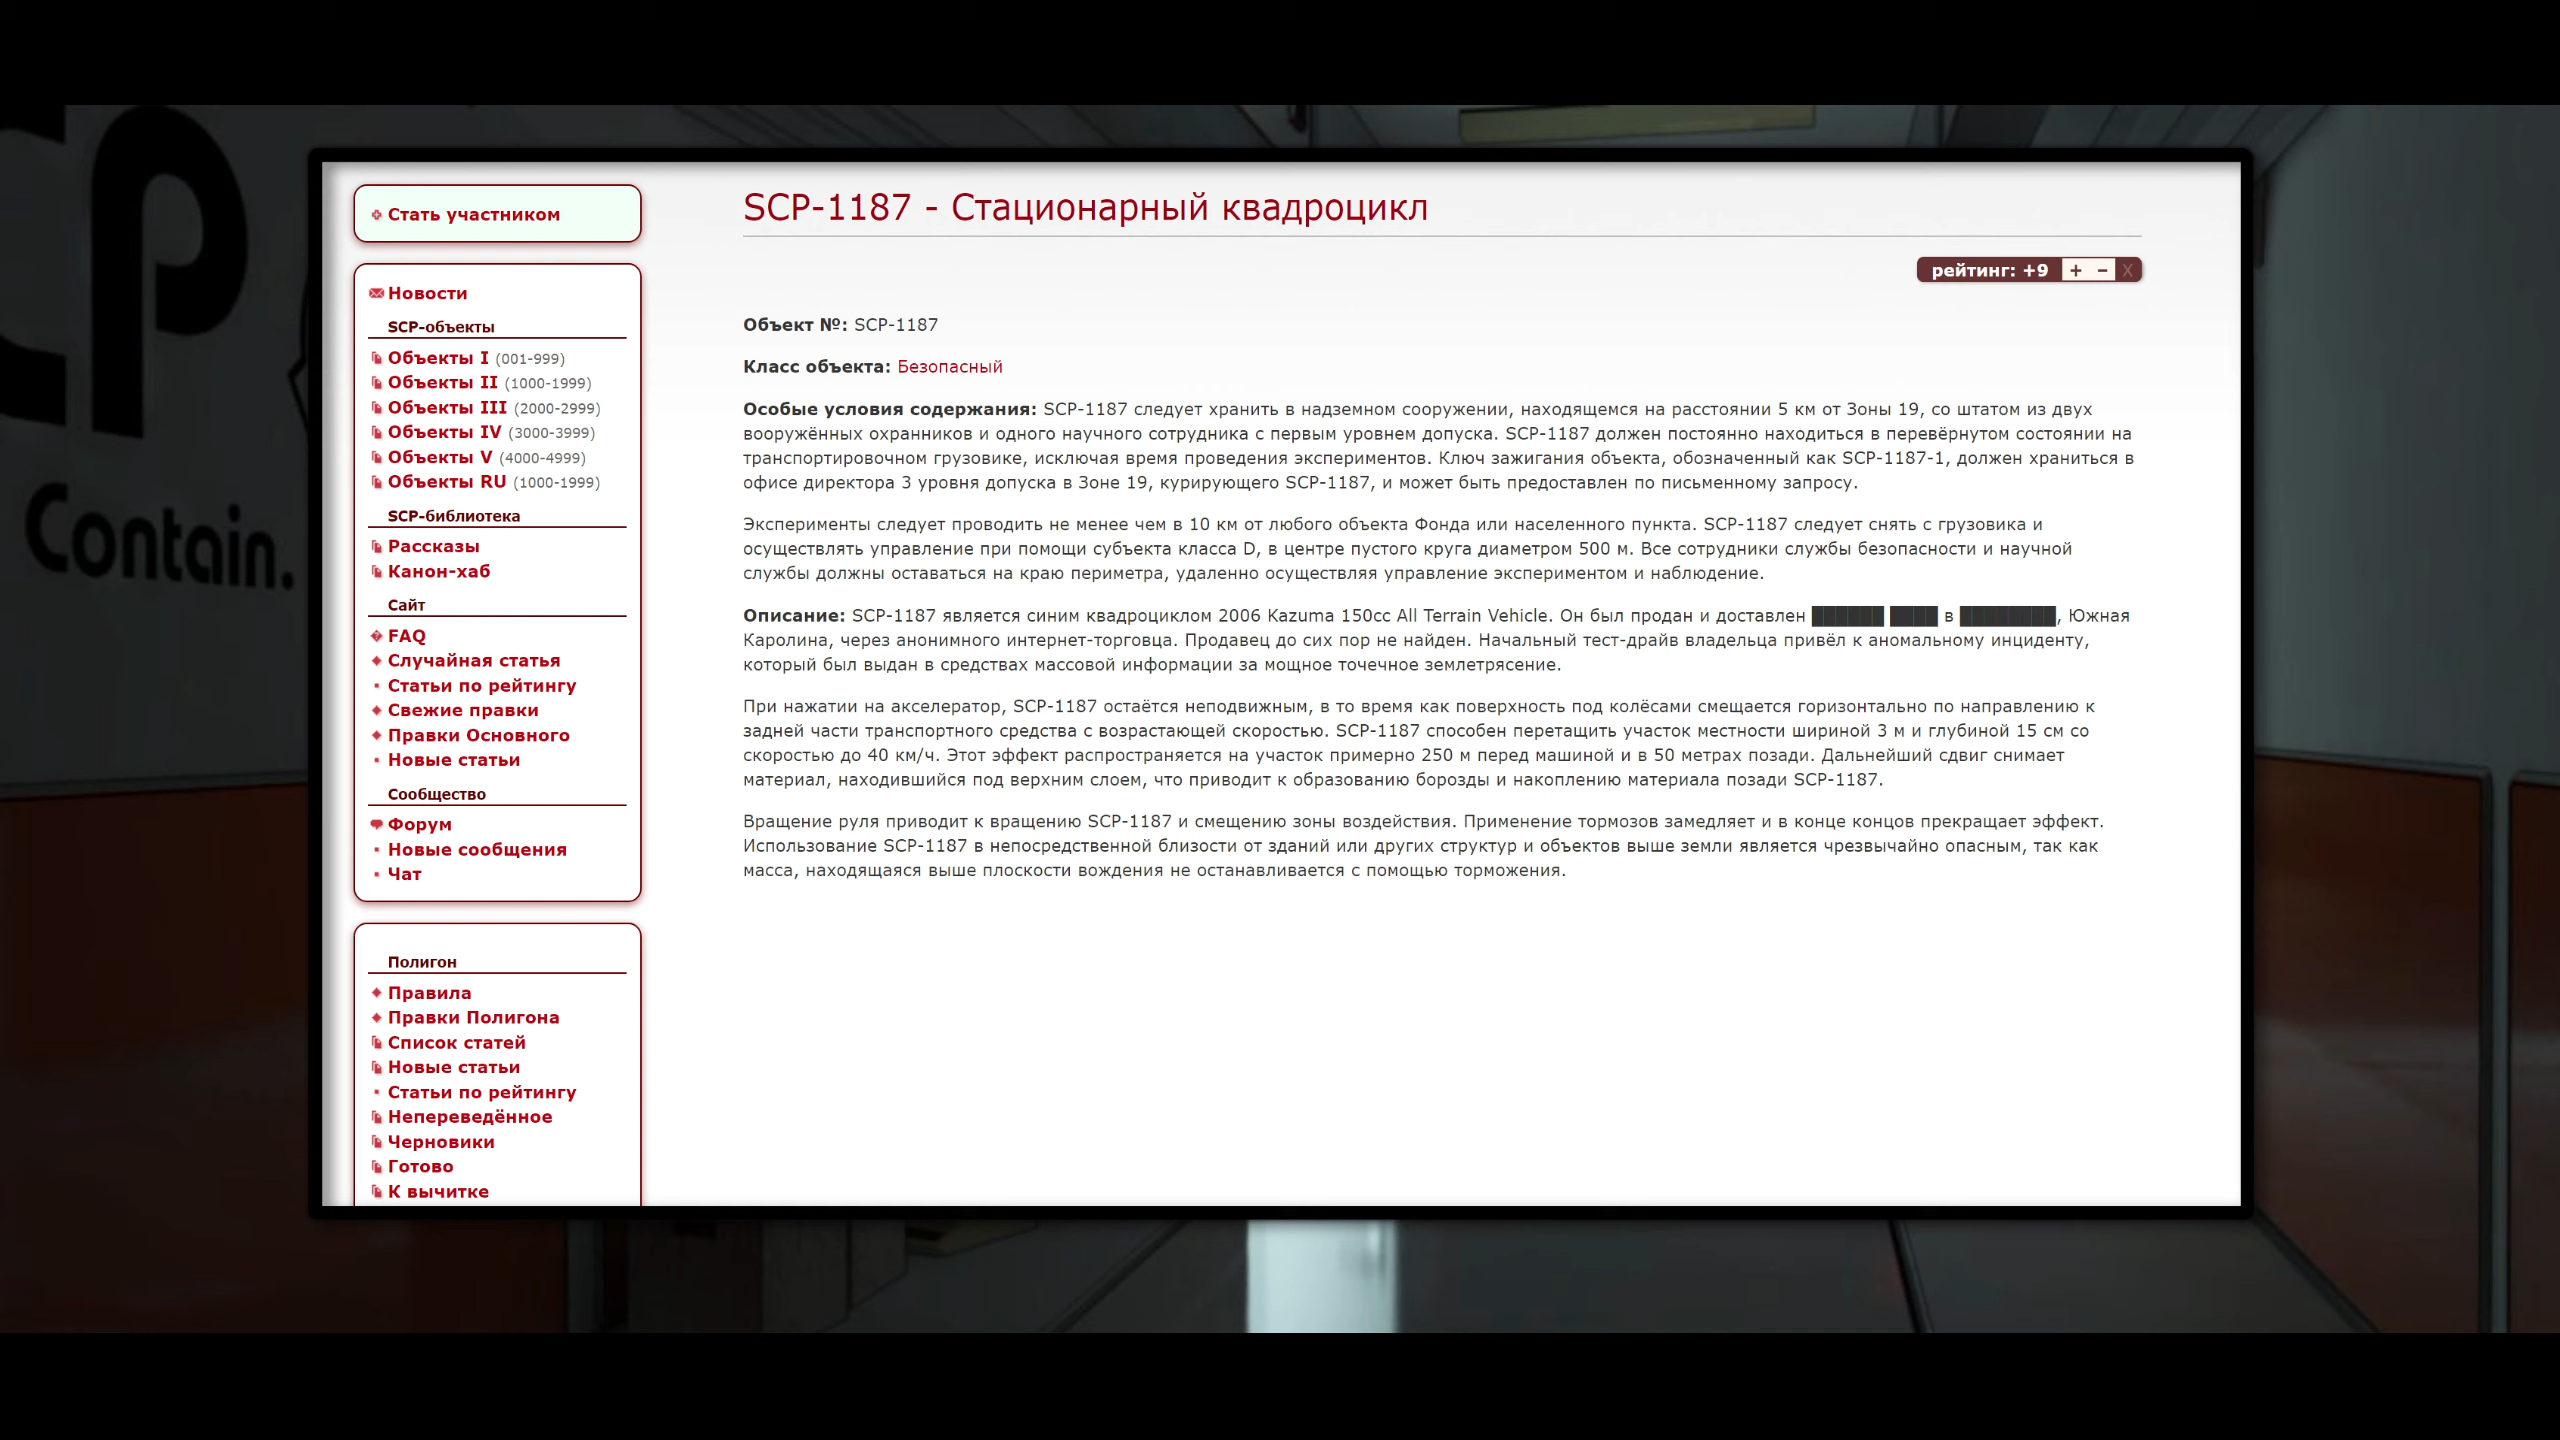 Contain.
Стать участником
Новости
SCP-объекты
Объекты I (001-999)
Объекты II (1000-1999)
Объекты III (2000-2999)
Объекты IV (3000-3999)
Объекты V (4000-4999)
Объекты RU (1000-1999)
SCP-библиотека
Рассказы
Канон-хаб
Сайт
FAQ
Случайная статья
Статьи по рейтингу
Свежие правки
Правки Основного
Новые статьи
Сообщество
Форум
Новые сообщения
Чат
Полигон
Правила
Правки Полигона
Список статей
Новые статьи
Статьи по рейтингу
Непереведённое
Черновики
Готово
К вычитке
SCP-1187 - Стационарный квадроцикл
рейтинг: +9 + – X
Объект №: SCP-1187
Класс объекта: Безопасный
Особые условия содержания: SCP-1187 следует хранить в надземном сооружении, находящемся на расстоянии 5 км от Зоны 19, со штатом из двух
вооружённых охранников и одного научного сотрудника с первым уровнем допуска. SCP-1187 должен постоянно находиться в перевёрнутом состоянии на
транспортировочном грузовике, исключая время проведения экспериментов. Ключ зажигания объекта, обозначенный как SCP-1187-1, должен храниться в
офисе директора 3 уровня допуска в Зоне 19, курирующего SCP-1187, и может быть предоставлен по письменному запросу.
Эксперименты следует проводить не менее чем в 10 км от любого объекта Фонда или населенного пункта. SCP-1187 следует снять с грузовика и
осуществлять управление при помощи субъекта класса D, в центре пустого круга диаметром 500 м. Все сотрудники службы безопасности и научной
службы должны оставаться на краю периметра, удаленно осуществляя управление экспериментом и наблюдение.
Описание: SCP-1187 является синим квадроциклом 2006 Kazuma 150cc All Terrain Vehicle. Он был продан и доставлен ██████ ████ в ████████, Южная
Каролина, через анонимного интернет-торговца. Продавец до сих пор не найден. Начальный тест-драйв владельца привёл к аномальному инциденту,
который был выдан в средствах массовой информации за мощное точечное землетрясение.
При нажатии на акселератор, SCP-1187 остаётся неподвижным, в то время как поверхность под колёсами смещается горизонтально по направлению к
задней части транспортного средства с возрастающей скоростью. SCP-1187 способен перетащить участок местности шириной 3 м и глубиной 15 см со
скоростью до 40 км/ч. Этот эффект распространяется на участок примерно 250 м перед машиной и в 50 метрах позади. Дальнейший сдвиг снимает
материал, находившийся под верхним слоем, что приводит к образованию борозды и накоплению материала позади SCP-1187.
Вращение руля приводит к вращению SCP-1187 и смещению зоны воздействия. Применение тормозов замедляет и в конце концов прекращает эффект.
Использование SCP-1187 в непосредственной близости от зданий или других структур и объектов выше земли является чрезвычайно опасным, так как
масса, находящаяся выше плоскости вождения не останавливается с помощью торможения.